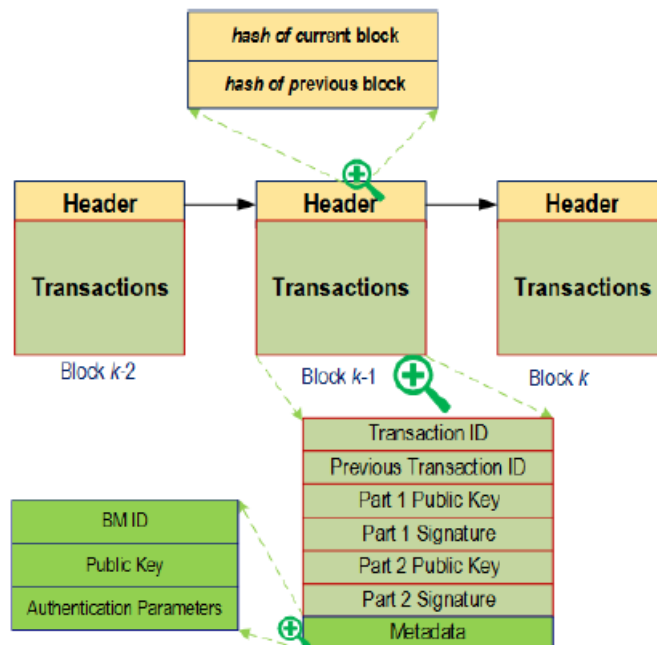 hash of current block
hash of previous block
Header
Header
Header
Transactions
Transactions
Transactions
Block k-2
Block k-1
Block k
Transaction ID
Previous Transaction ID
Part 1 Public Key
Part 1 Signature
Part 2 Public Key
Part 2 Signature
Metadata
BM ID
Public Key
Authentication Parameters